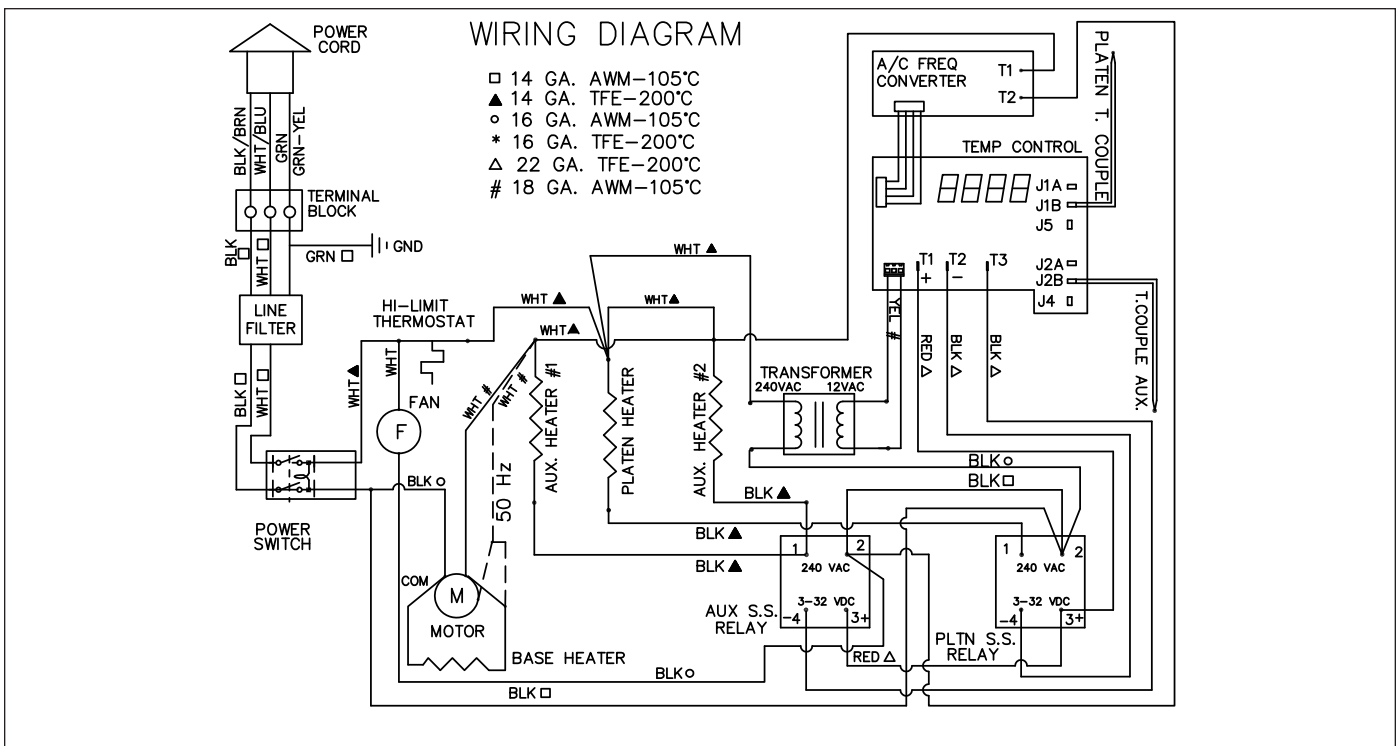 WIRING DIAGRAM
POWER
CORD
BLK/BRN
WHT/BLU
GRN
GRN-YEL
□ 14 GA. AWM-105°C
▲ 14 GA. TFE-200°C
○ 16 GA. AWM-105°C
* 16 GA. TFE-200°C
△ 22 GA. TFE-200°C
# 18 GA. AWM-105°C
A/C FREQ
CONVERTER
T1
T2
PLATEN T. COUPLE
TEMP CONTROL
8888
J1A
J1B
J5
J2A
J2B
J4
T1
+
T2
-
T3
YEL #
RED △
BLK △
BLK △
T.COUPLE AUX.
TERMINAL
BLOCK
BLK □
WHT □
GRN □
GND
LINE
FILTER
BLK □
WHT □
HI-LIMIT
THERMOSTAT
WHT ▲
WHT
FAN
F
WHT ▲
WHT ▲
WHT ▲
WHT ▲
WHT #
WHT #
AUX. HEATER #1
PLATEN HEATER
AUX. HEATER #2
TRANSFORMER
240VAC
12VAC
POWER
SWITCH
BLK ○
50 Hz
BLK ○
BLK □
BLK ▲
BLK ▲
BLK ▲
COM
M
MOTOR
BASE HEATER
1
2
240 VAC
3-32 VDC
-4
3+
AUX S.S.
RELAY
1
2
240 VAC
3-32 VDC
-4
3+
PLTN S.S.
RELAY
RED △
BLK ○
BLK □